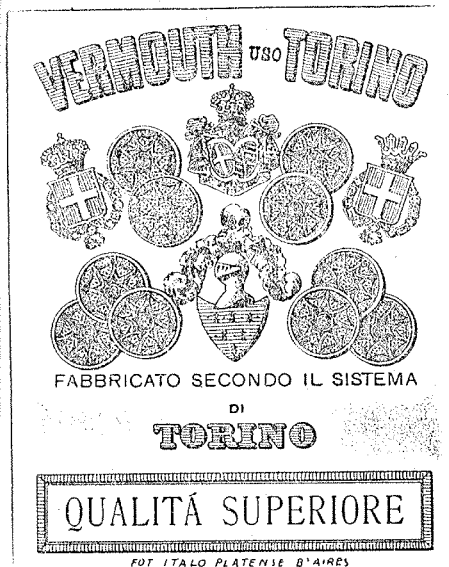 VERMOUTH USO TORINO
FABBRICATO SECONDO IL SISTEMA
DI
TORINO
QUALITÁ SUPERIORE
FOT ITALO PLATENSE B'AIRES